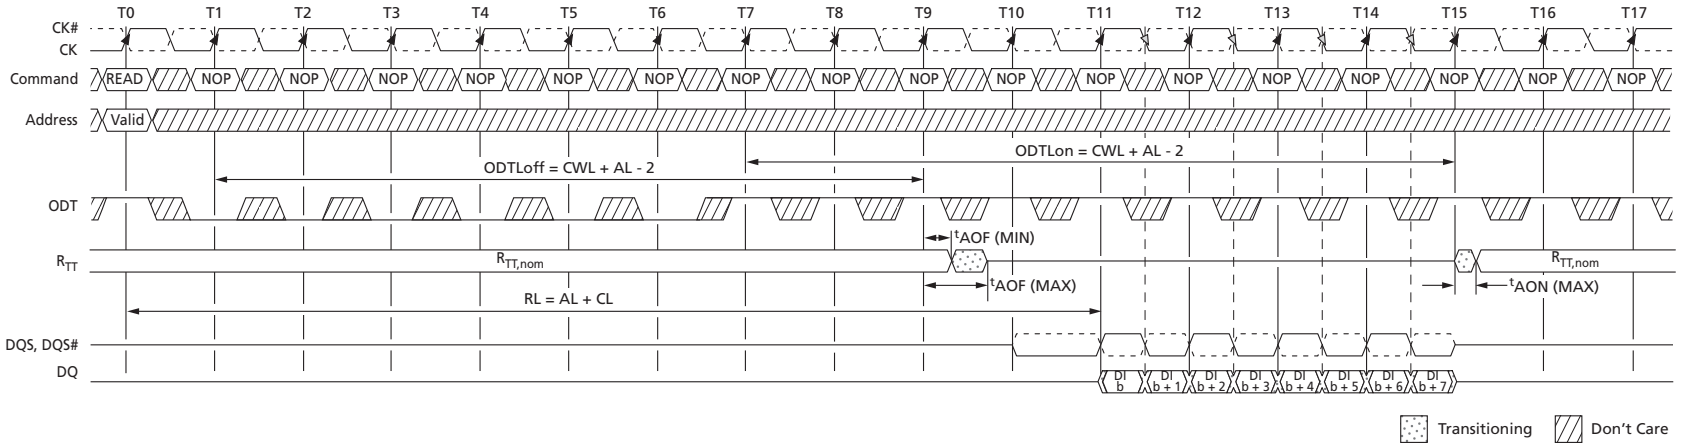 T0 T1 T2 T3 T4 T5 T6 T7 T8 T9 T10 T11 T12 T13 T14 T15 T16 T17
CK#
CK
Command READ NOP NOP NOP NOP NOP NOP NOP NOP NOP NOP NOP NOP NOP NOP NOP NOP NOP
Address Valid
ODTLon = CWL + AL - 2
ODTLoff = CWL + AL - 2
ODT
tAOF (MIN)
RTT RTT,nom RTT,nom
tAOF (MAX) tAON (MAX)
RL = AL + CL
DQS, DQS#
DQ
DI b
DI b + 1
DI b + 2
DI b + 3
DI b + 4
DI b + 5
DI b + 6
DI b + 7
Transitioning Don't Care